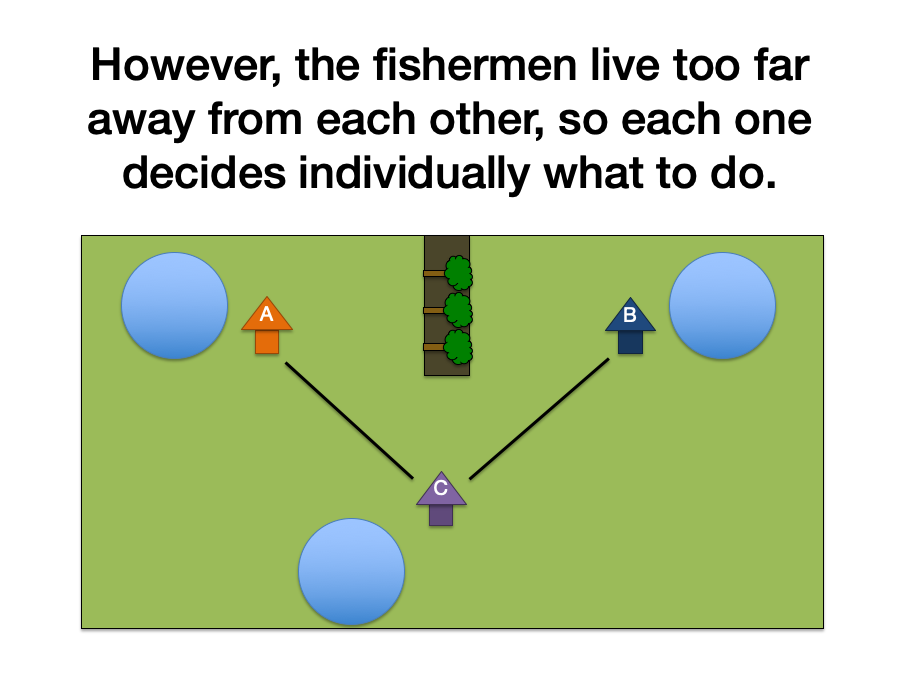 However, the fishermen live too far
away from each other, so each one
decides individually what to do.
A
B
C